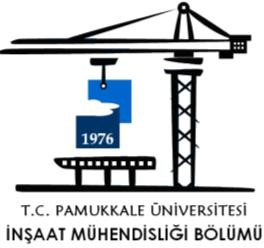 1976
T.C. PAMUKKALE ÜNİVERSİTESİ
İNŞAAT MÜHENDİSLİĞİ BÖLÜMÜ